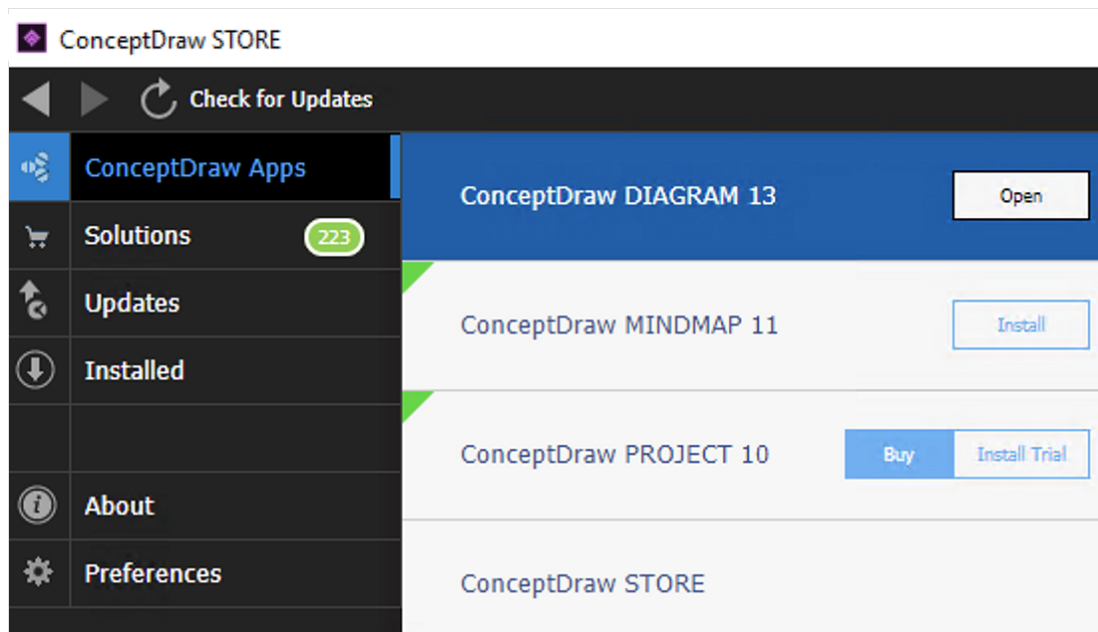 ConceptDraw STORE
Check for Updates
ConceptDraw Apps
Solutions 223
Updates
Installed
About
Preferences
ConceptDraw DIAGRAM 13 Open
ConceptDraw MINDMAP 11 Install
ConceptDraw PROJECT 10 Buy Install Trial
ConceptDraw STORE